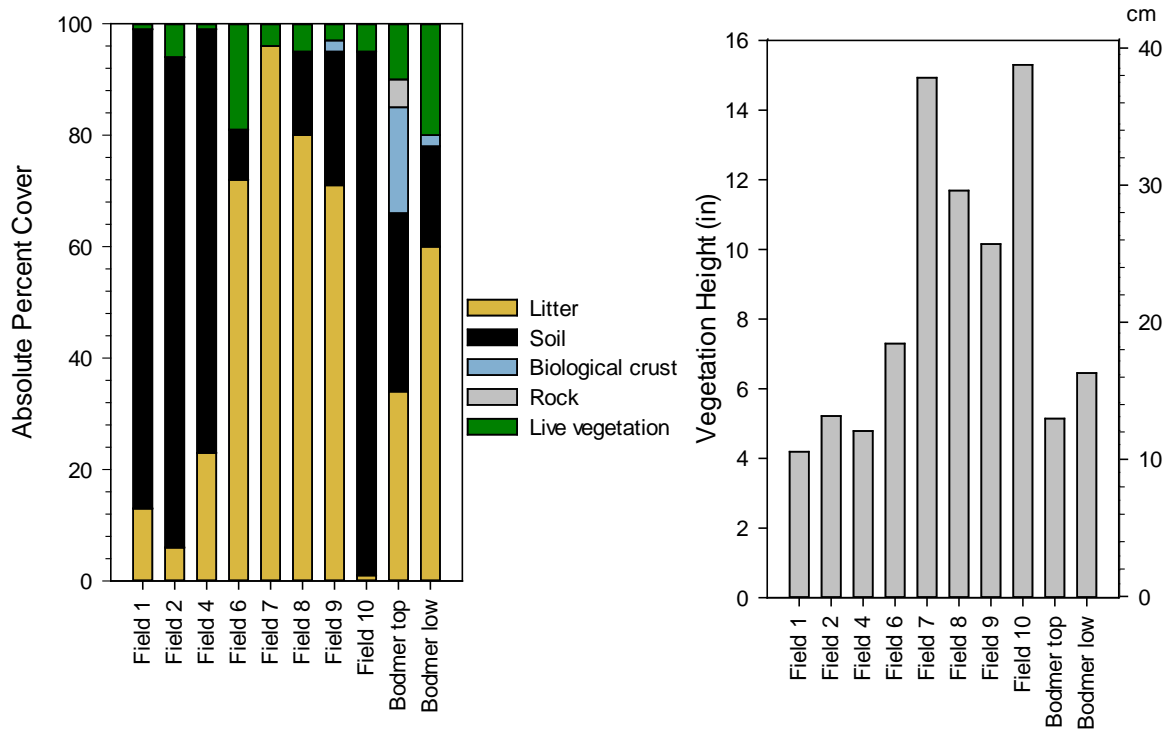 Absolute Percent Cover
100
80
60
40
20
0
Field 1
Field 2
Field 4
Field 6
Field 7
Field 8
Field 9
Field 10
Bodmer top
Bodmer low
Litter
Soil
Biological crust
Rock
Live vegetation
Vegetation Height (in)
16
14
12
10
8
6
4
2
0
Field 1
Field 2
Field 4
Field 6
Field 7
Field 8
Field 9
Field 10
Bodmer top
Bodmer low
cm
40
30
20
10
0